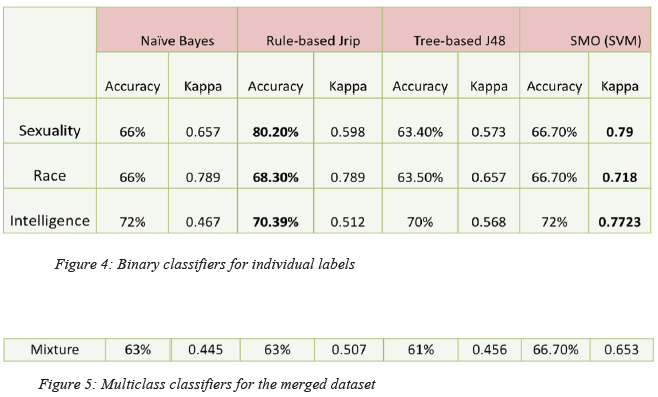 Naïve Bayes Rule-based Jrip Tree-based J48 SMO (SVM)
Accuracy Kappa Accuracy Kappa Accuracy Kappa Accuracy Kappa
Sexuality 66% 0.657 80.20% 0.598 63.40% 0.573 66.70% 0.79
Race 66% 0.789 68.30% 0.789 63.50% 0.657 66.70% 0.718
Intelligence 72% 0.467 70.39% 0.512 70% 0.568 72% 0.7723
Figure 4: Binary classifiers for individual labels
Mixture 63% 0.445 63% 0.507 61% 0.456 66.70% 0.653
Figure 5: Multiclass classifiers for the merged dataset